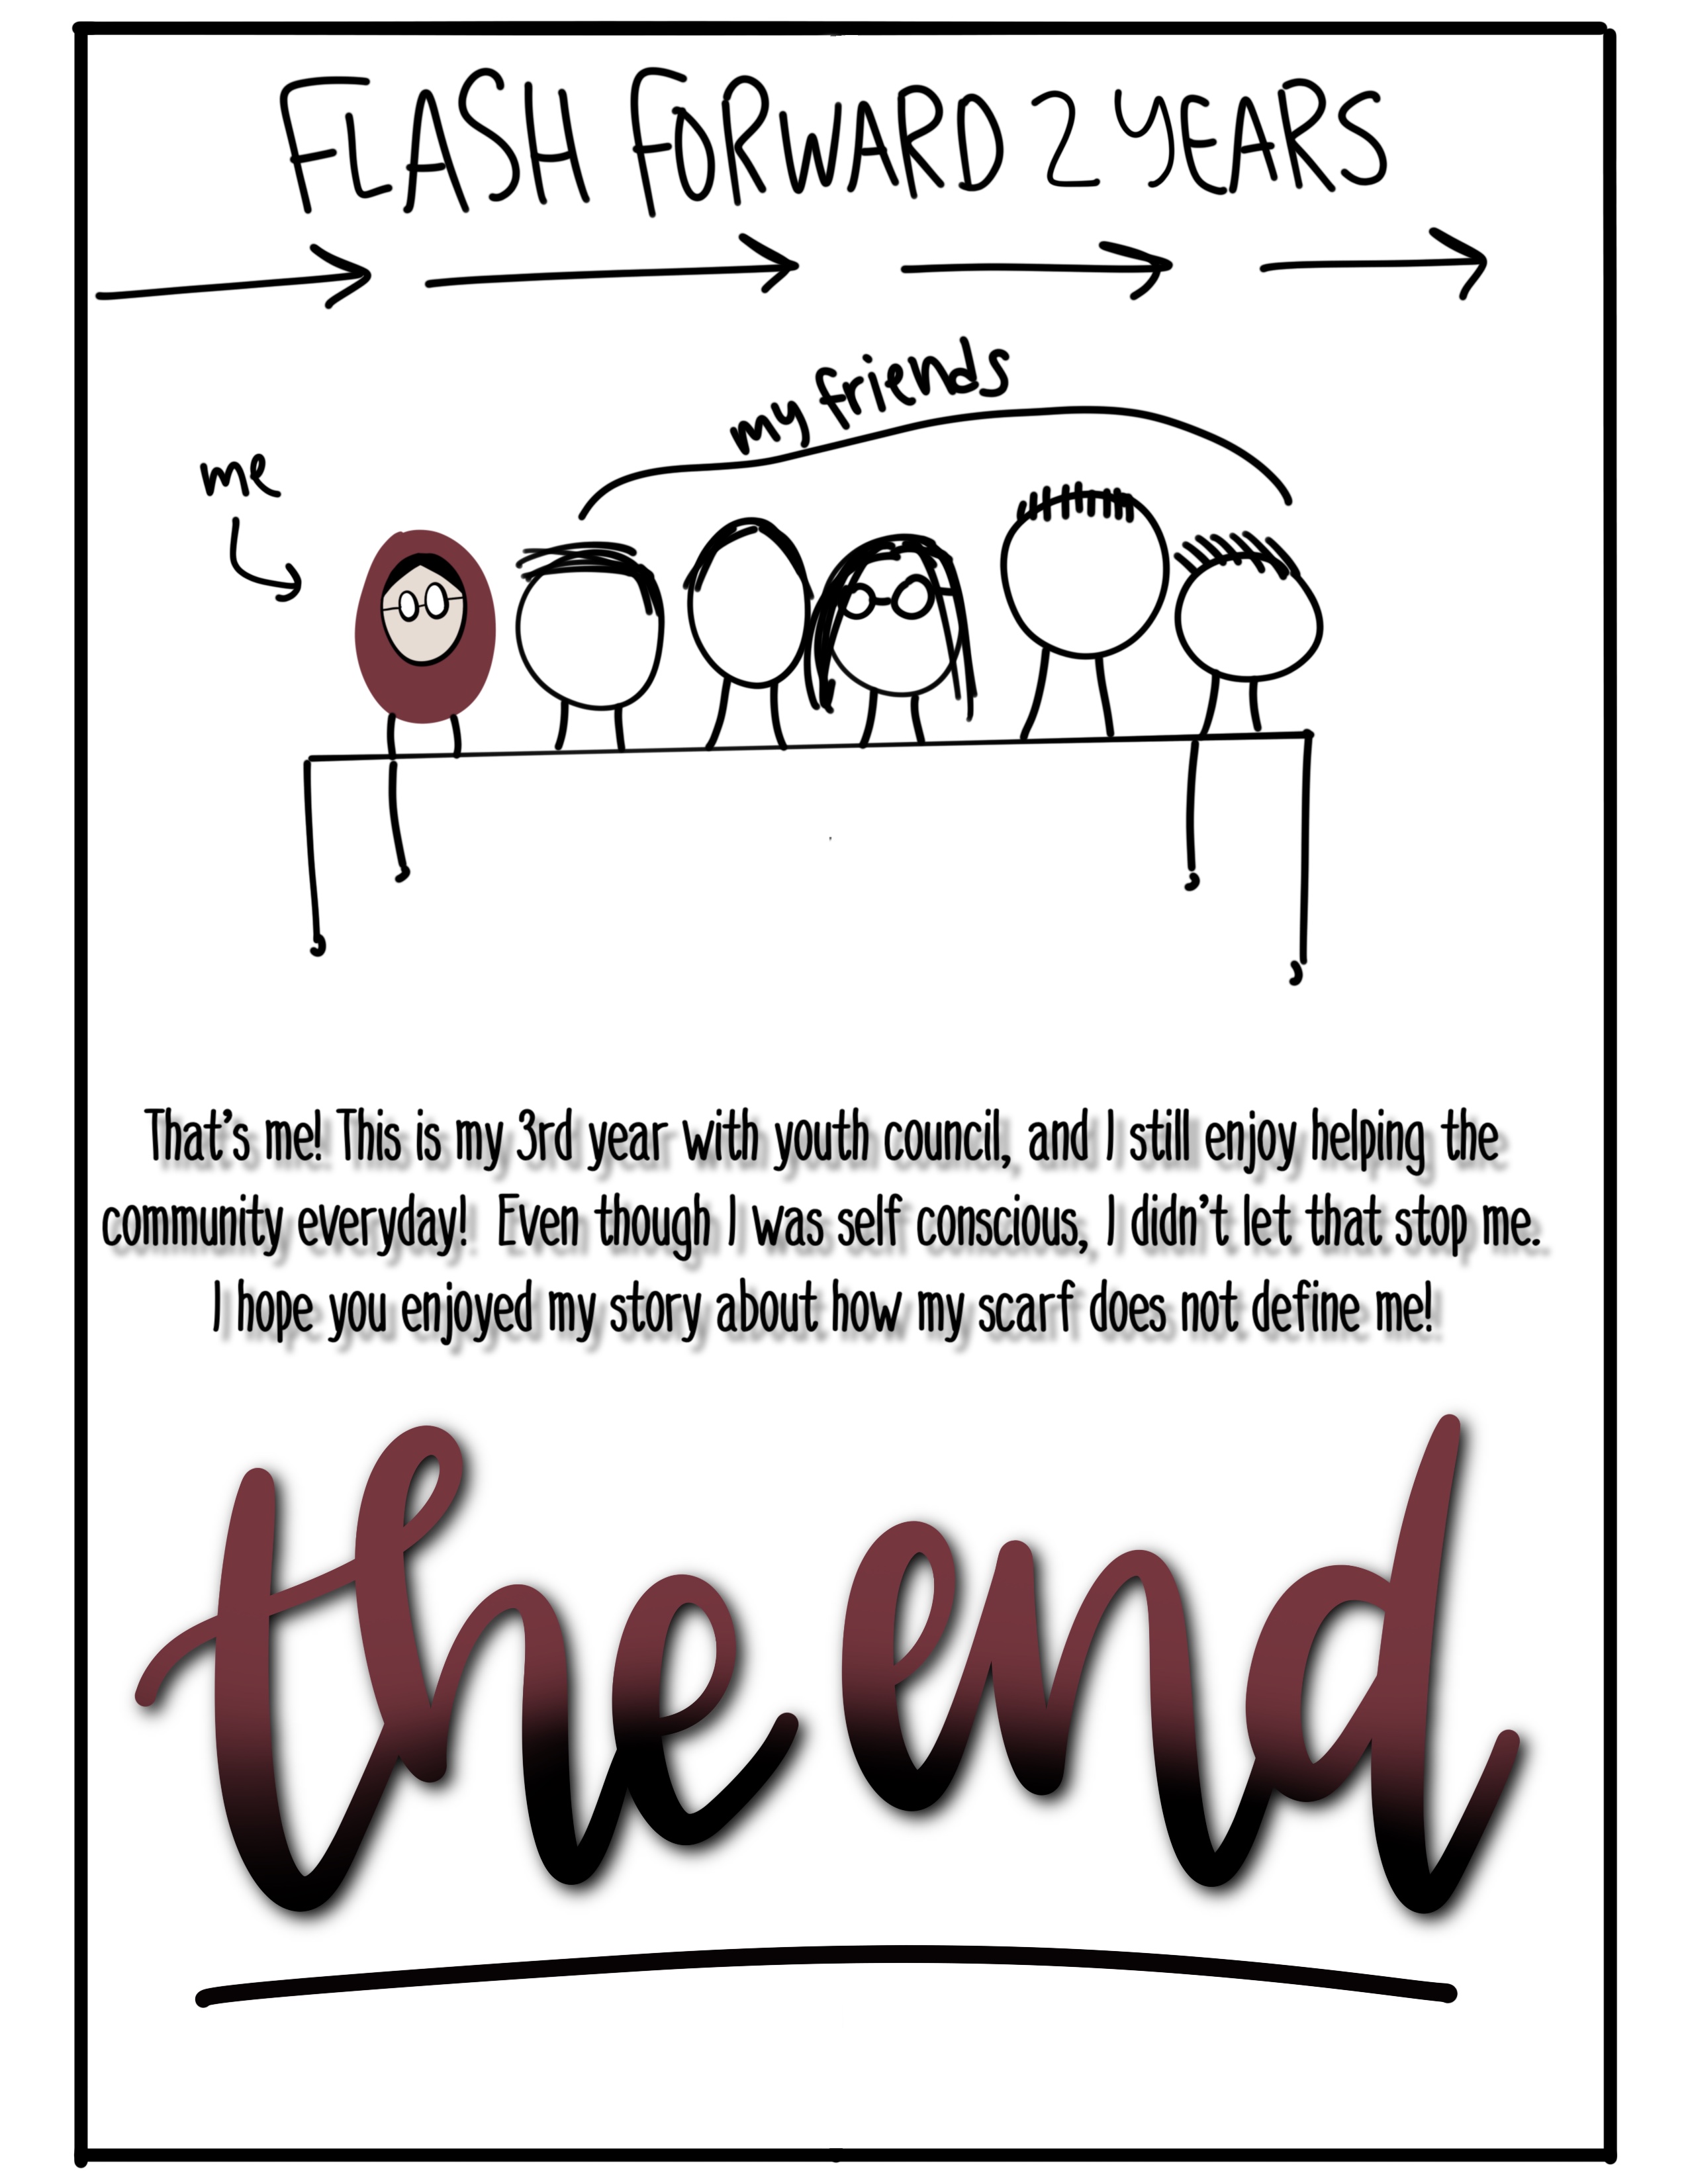 FLASH FORWARD 2 YEARS
my friends
me
That's me! This is my 3rd year with youth council, and I still enjoy helping the
community everyday! Even though I was self conscious, I didn't let that stop me.
I hope you enjoyed my story about how my scarf does not define me!
the end